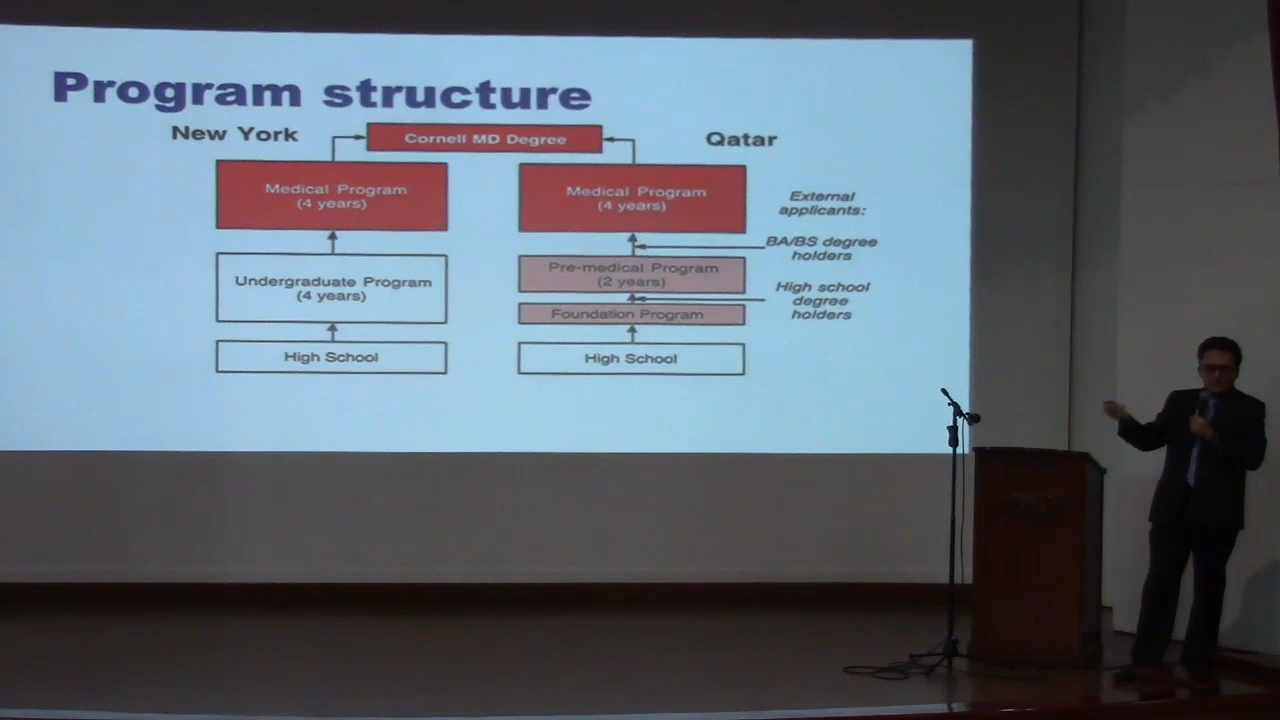 Program structure
New York
Cornell MD Degree
Qatar
Medical Program
(4 years)
Undergraduate Program
(4 years)
High School
Medical Program
(4 years)
Pre-medical Program
(2 years)
Foundation Program
High School
External
applicants:
BA/BS degree
holders
High school
degree
holders